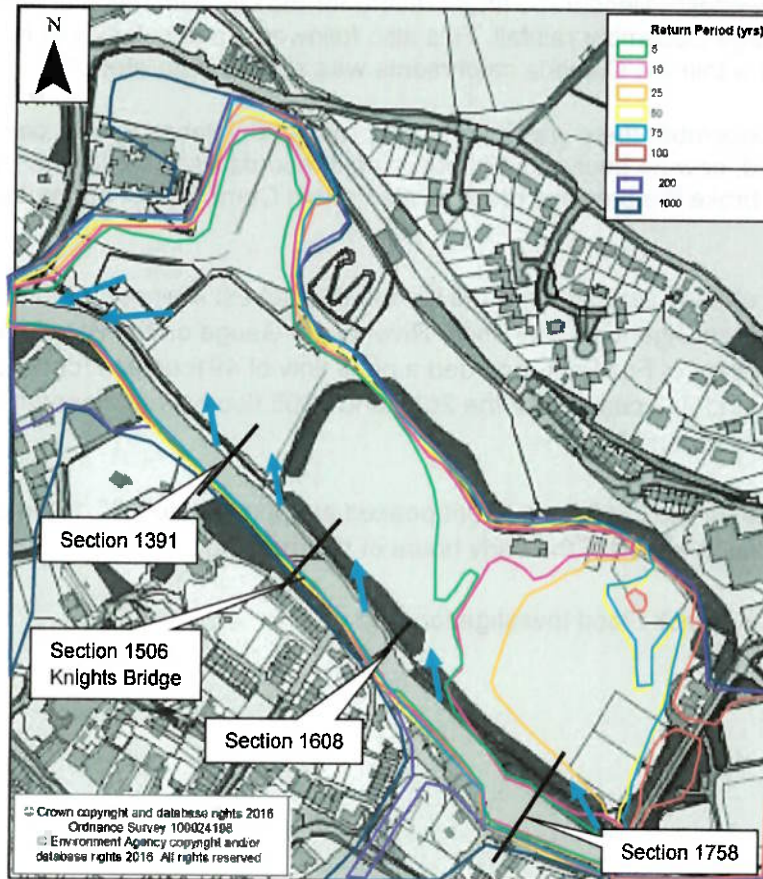 N
Return Period (yrs)
5
10
25
50
75
100
200
1000
Section 1391
Section 1506
Knights Bridge
Section 1608
Section 1758
© Crown copyright and database rights 2016
Ordnance Survey 100024198
© Environment Agency copyright and/or
database rights 2016 All rights reserved